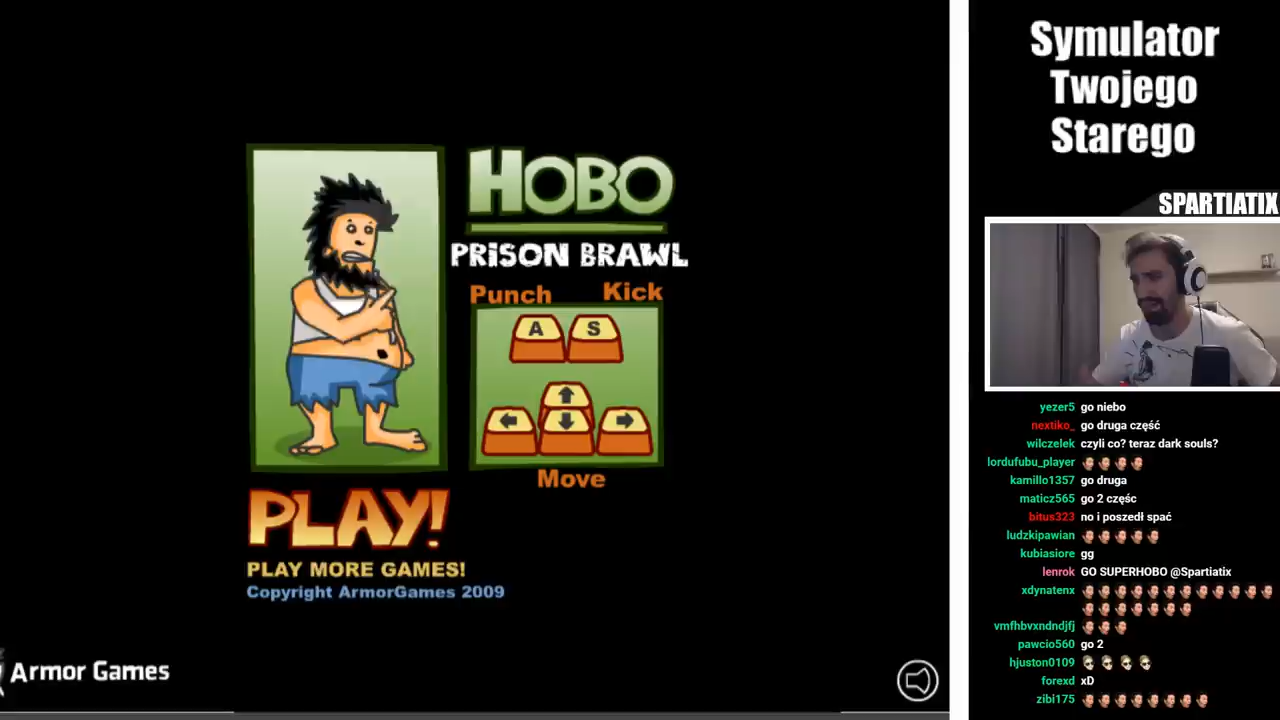 HOBO
PRISON BRAWL
Punch Kick
A S
Move
PLAY!
PLAY MORE GAMES!
Copyright ArmorGames 2009
Armor Games
Symulator
Twojego
Starego
SPARTIATIX
yezer5 go niebo
nextiko_ go druga część
wilczelek czyli co? teraz dark souls?
lordufubu_player
kamillo1357 go druga
maticz565 go 2 częśc
bitus323 no i poszedł spać
ludzkipawian
kubiasiore gg
lenrok GO SUPERHOBO @Spartiatix
xdynatenx
vmfhbvxndndjfj
pawcio560 go 2
hjuston0109
forexd xD
zibi175